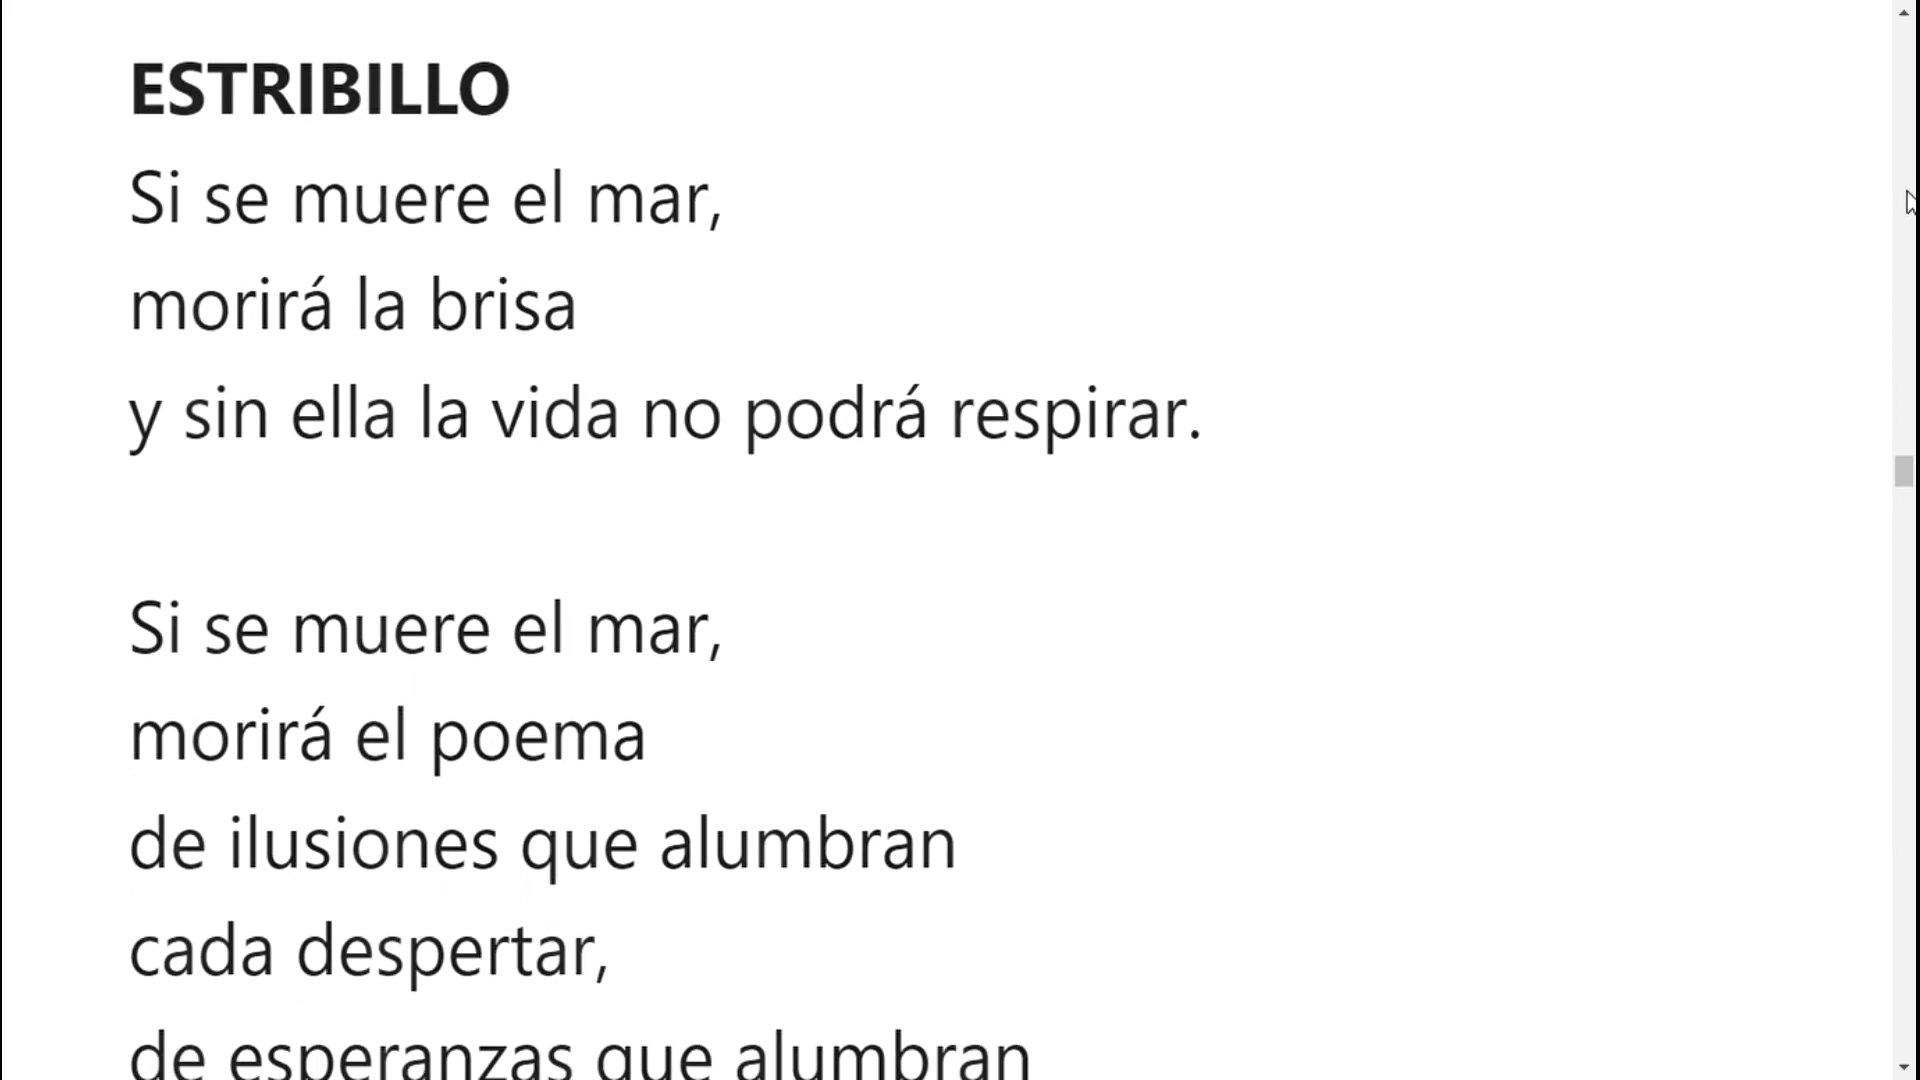 ESTRIBILLO
Si se muere el mar,
morirá la brisa
y sin ella la vida no podrá respirar.
Si se muere el mar,
morirá el poema
de ilusiones que alumbran
cada despertar,
de esperanzas que alumbran